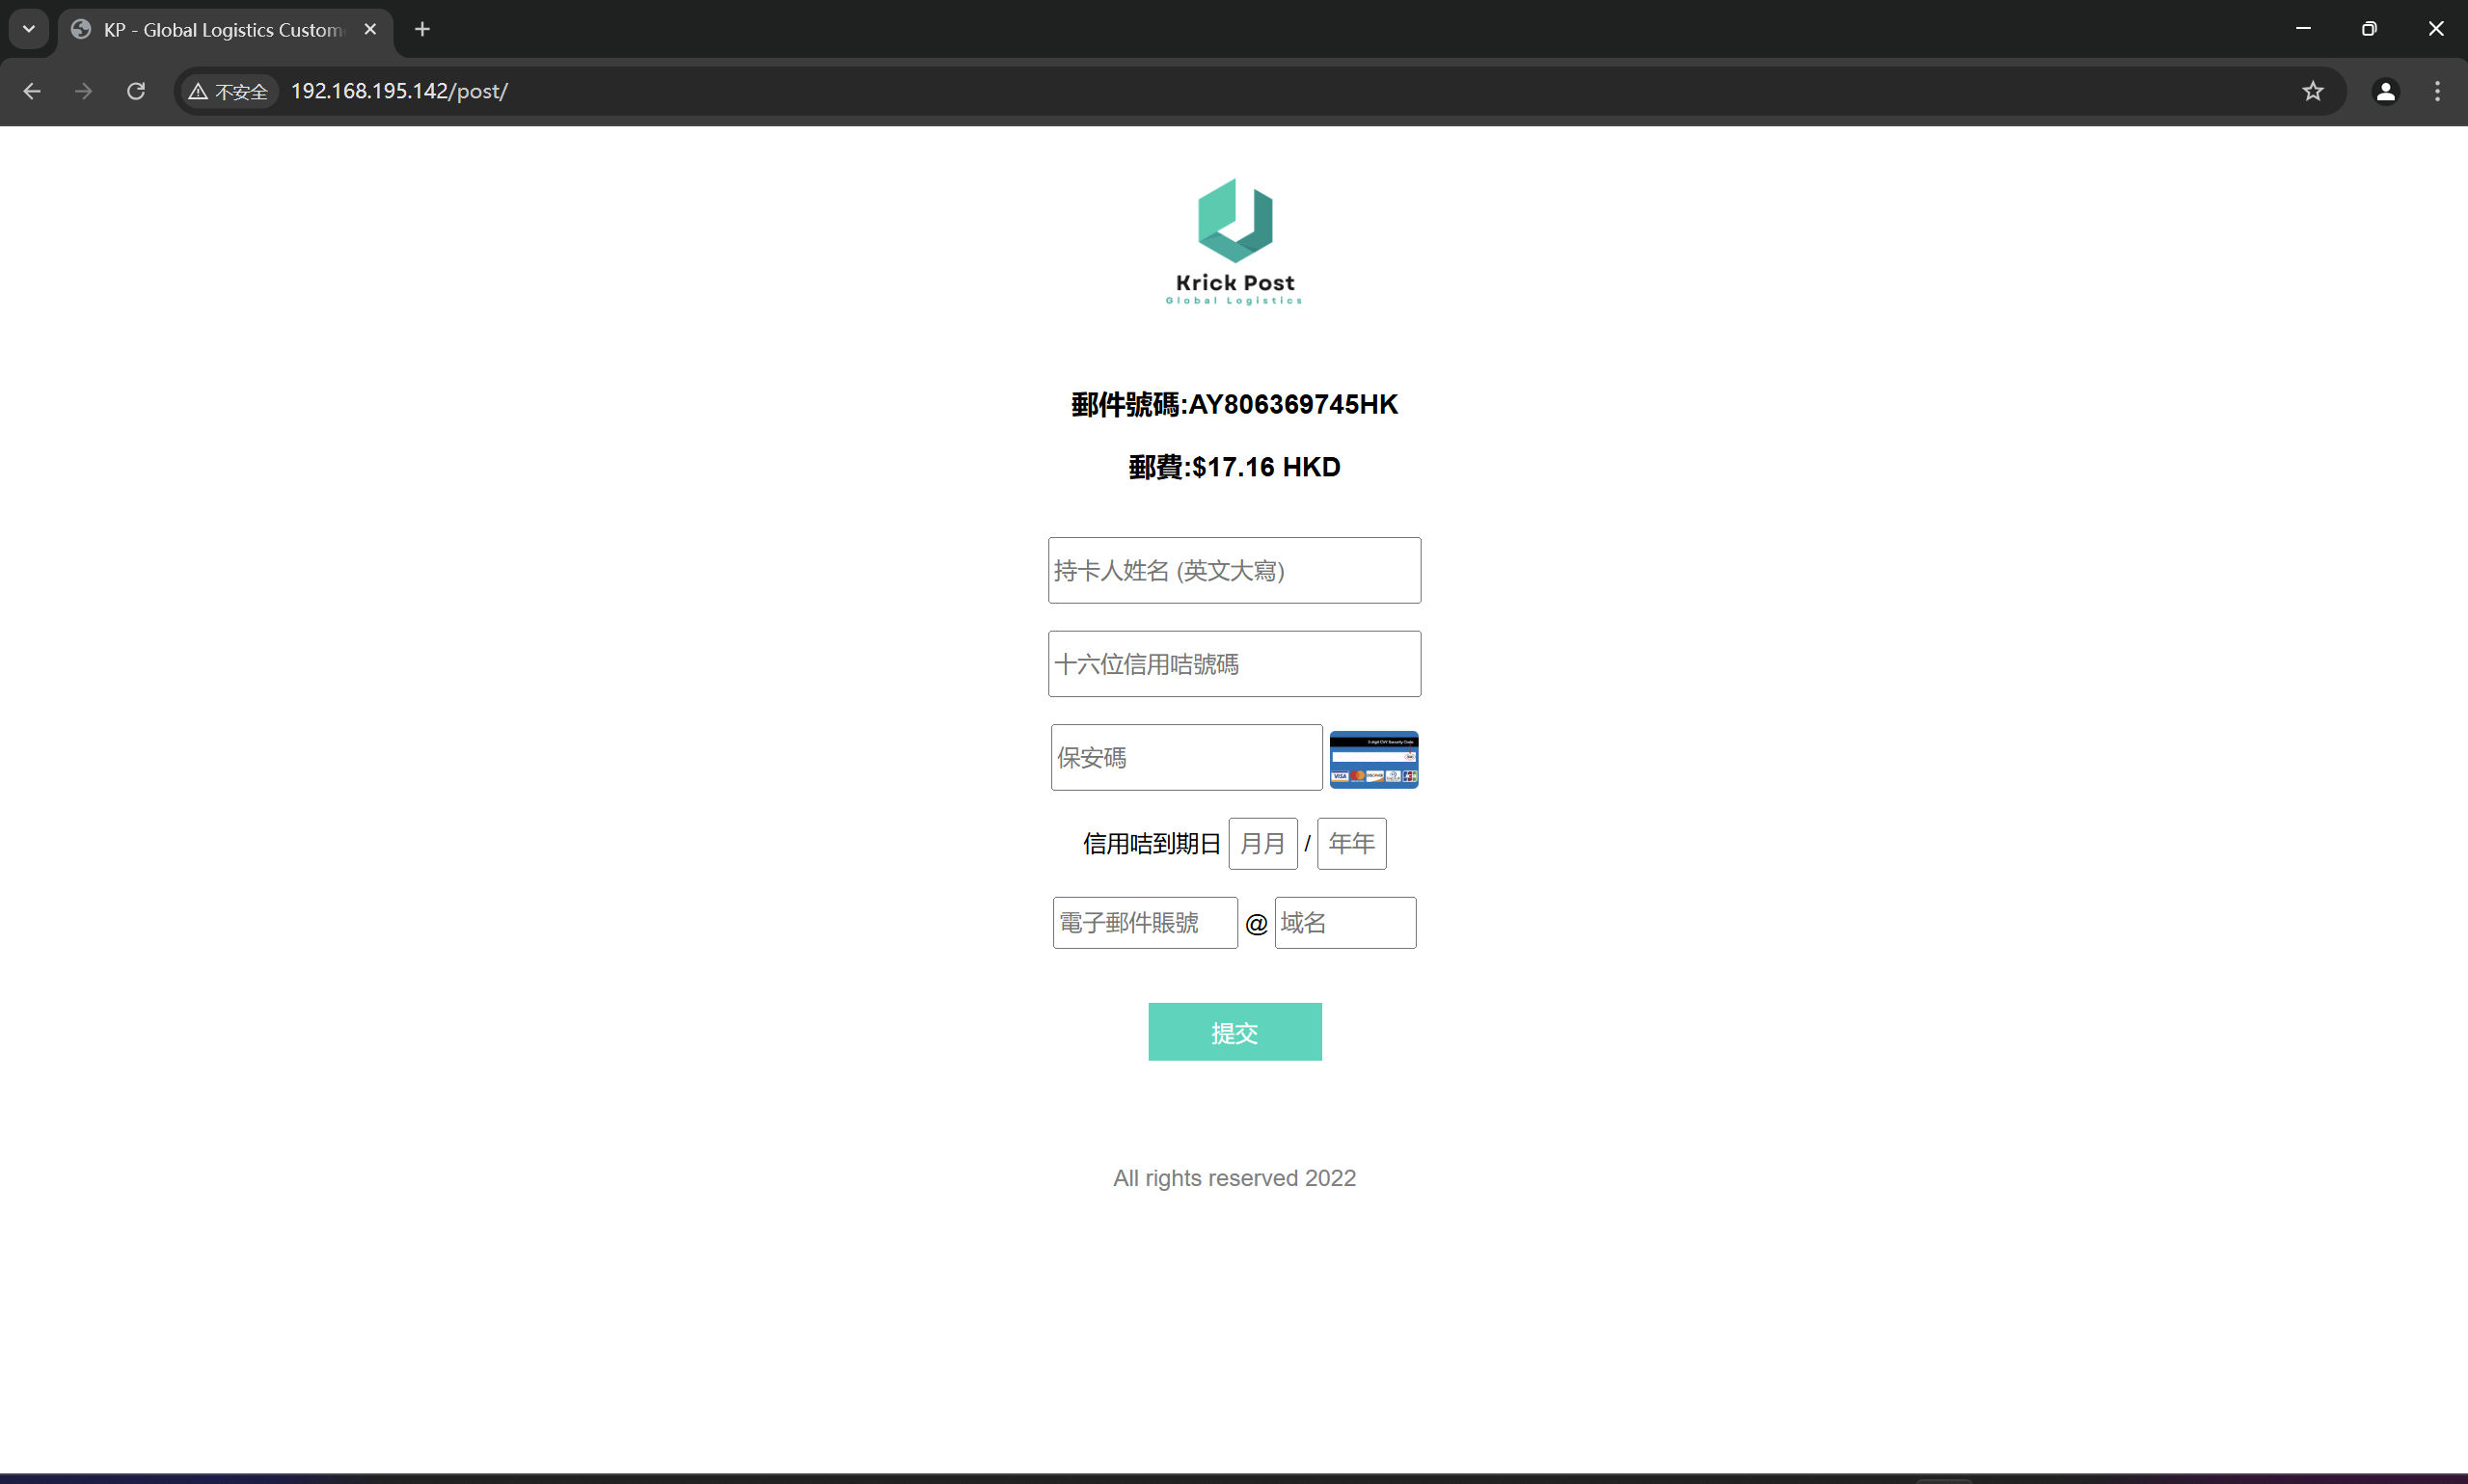 KP - Global Logistics Custom
不安全 192.168.195.142/post/
Krick Post
Global Logistics
郵件號碼:AY806369745HK
郵費:$17.16 HKD
持卡人姓名 (英文大寫)
十六位信用咭號碼
保安碼
VISA
信用咭到期日 月月 / 年年
電子郵件賬號 @ 域名
提交
All rights reserved 2022